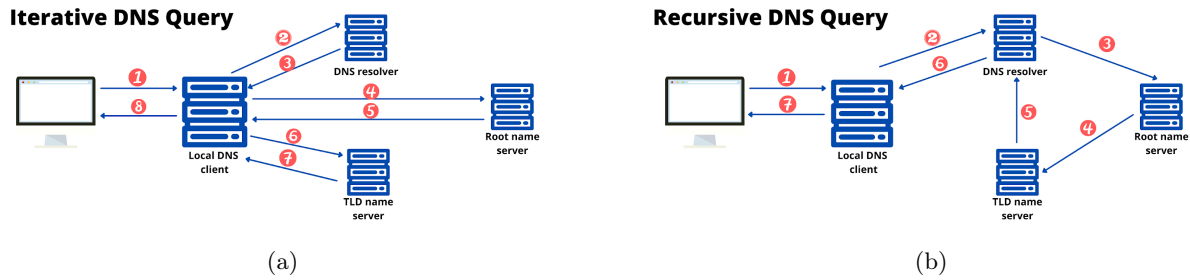 Iterative DNS Query
2
3
DNS resolver
1
8
4
5
Root name
server
Local DNS
client
6
7
TLD name
server
(a)
Recursive DNS Query
2
6
DNS resolver
3
1
7
5
4
Root name
server
Local DNS
client
TLD name
server
(b)